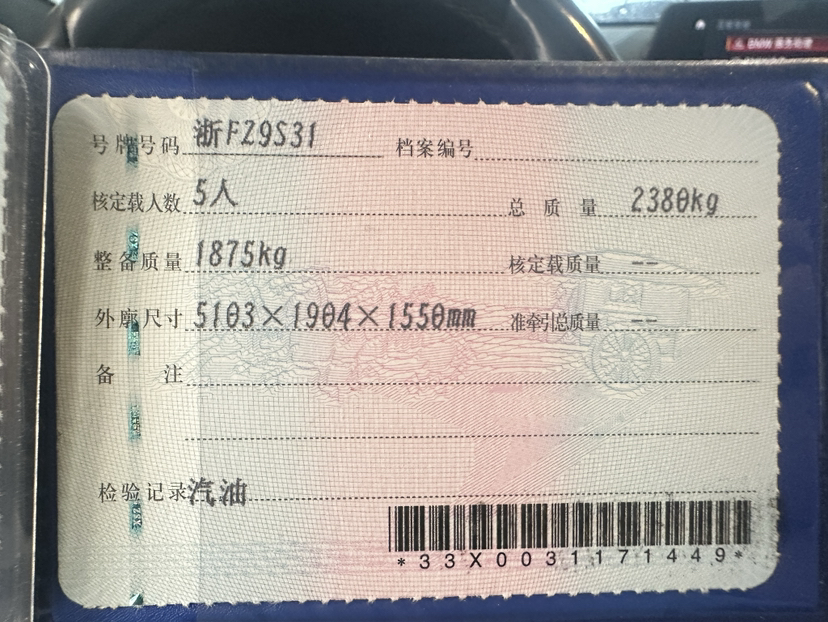 号牌号码 浙FZ9S31 档案编号
核定载人数 5人 总质量 2380kg
整备质量 1875kg 核定载质量 --
外廓尺寸 5103×1904×1550mm 准牵引总质量 --
备注
检验记录 汽油
*33X0031171449*